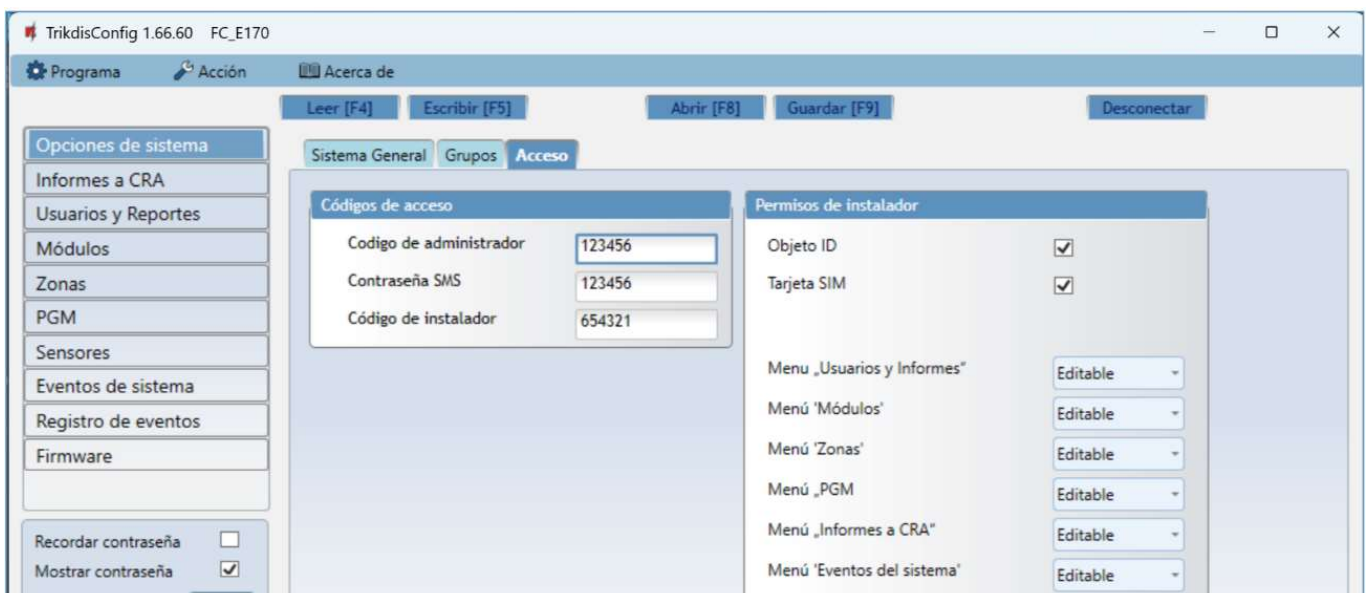 TrikdisConfig 1.66.60 FC_E170
Programa Acción Acerca de
Leer [F4] Escribir [F5] Abrir [F8] Guardar [F9] Desconectar
Opciones de sistema
Informes a CRA
Usuarios y Reportes
Módulos
Zonas
PGM
Sensores
Eventos de sistema
Registro de eventos
Firmware
Recordar contraseña
Mostrar contraseña
Sistema General Grupos Acceso
Códigos de acceso
Codigo de administrador 123456
Contraseña SMS 123456
Código de instalador 654321
Permisos de instalador
Objeto ID
Tarjeta SIM
Menu „Usuarios y Informes“ Editable
Menú 'Módulos' Editable
Menú 'Zonas' Editable
Menú „PGM Editable
Menú „Informes a CRA“ Editable
Menú 'Eventos del sistema' Editable